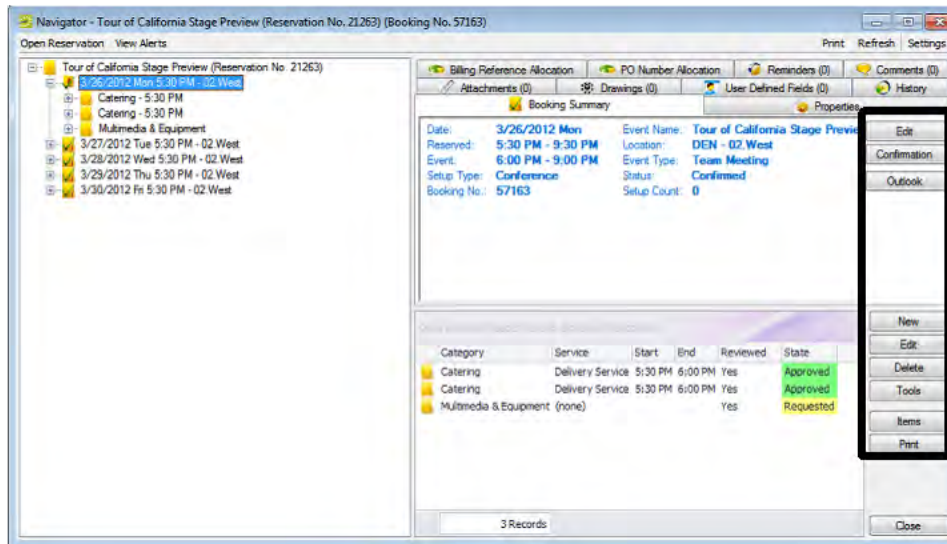 Navigator - Tour of California Stage Preview (Reservation No. 21263) (Booking No. 57163)
Open Reservation View Alerts Print Refresh Settings
Tour of California Stage Preview (Reservation No. 21263)
3/26/2012 Mon 5:30 PM - 02.West
Catering - 5:30 PM
Catering - 5:30 PM
Multimedia & Equipment
3/27/2012 Tue 5:30 PM - 02.West
3/28/2012 Wed 5:30 PM - 02.West
3/29/2012 Thu 5:30 PM - 02.West
3/30/2012 Fri 5:30 PM - 02.West
Billing Reference Allocation PO Number Allocation Reminders (0) Comments (0)
Attachments (0) Drawings (0) User Defined Fields (0) History
Booking Summary Properties
Date: 3/26/2012 Mon Event Name: Tour of California Stage Previe
Reserved: 5:30 PM - 9:30 PM Location: DEN - 02.West
Event: 6:00 PM - 9:00 PM Event Type: Team Meeting
Setup Type: Conference Status: Confirmed
Booking No.: 57163 Setup Count: 0
Edit
Confirmation
Outlook
Category Service Start End Reviewed State
Catering Delivery Service 5:30 PM 6:00 PM Yes Approved
Catering Delivery Service 5:30 PM 6:00 PM Yes Approved
Multimedia & Equipment (none) Yes Requested
New
Edit
Delete
Tools
Items
Print
3 Records
Close